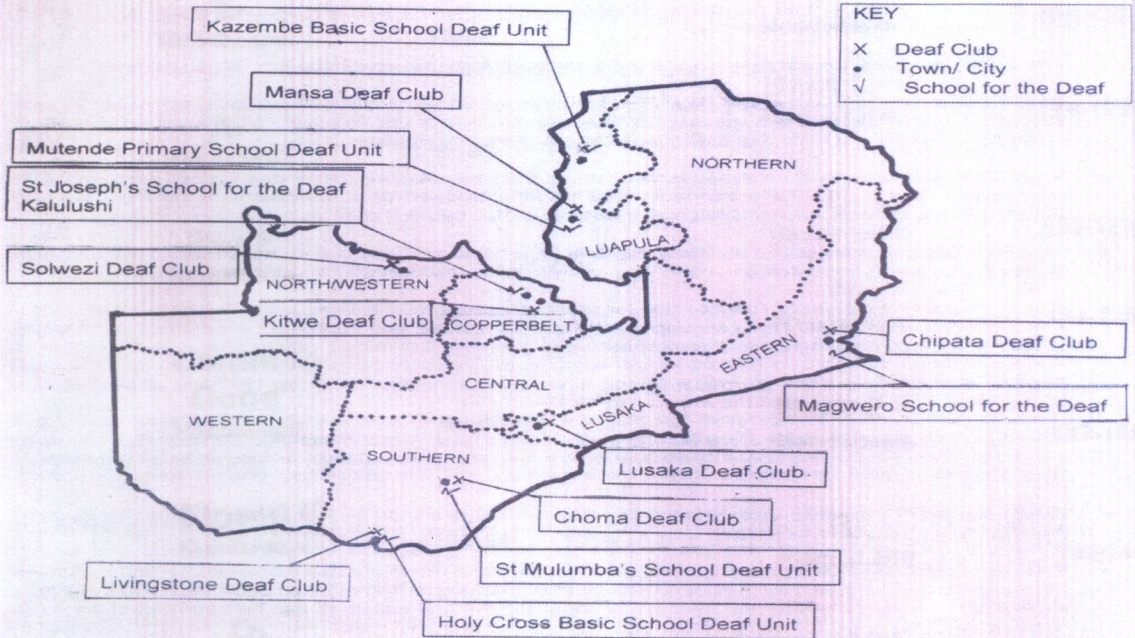 Kazembe Basic School Deaf Unit
KEY
X Deaf Club
• Town/ City
√ School for the Deaf
Mansa Deaf Club
Mutende Primary School Deaf Unit
St Joseph's School for the Deaf
Kalulushi
Solwezi Deaf Club
Kitwe Deaf Club
NORTHERN
LUAPULA
NORTH/WESTERN
COPPERBELT
CENTRAL
EASTERN
WESTERN
LUSAKA
SOUTHERN
Chipata Deaf Club
Magwero School for the Deaf
Lusaka Deaf Club
Choma Deaf Club
St Mulumba's School Deaf Unit
Livingstone Deaf Club
Holy Cross Basic School Deaf Unit